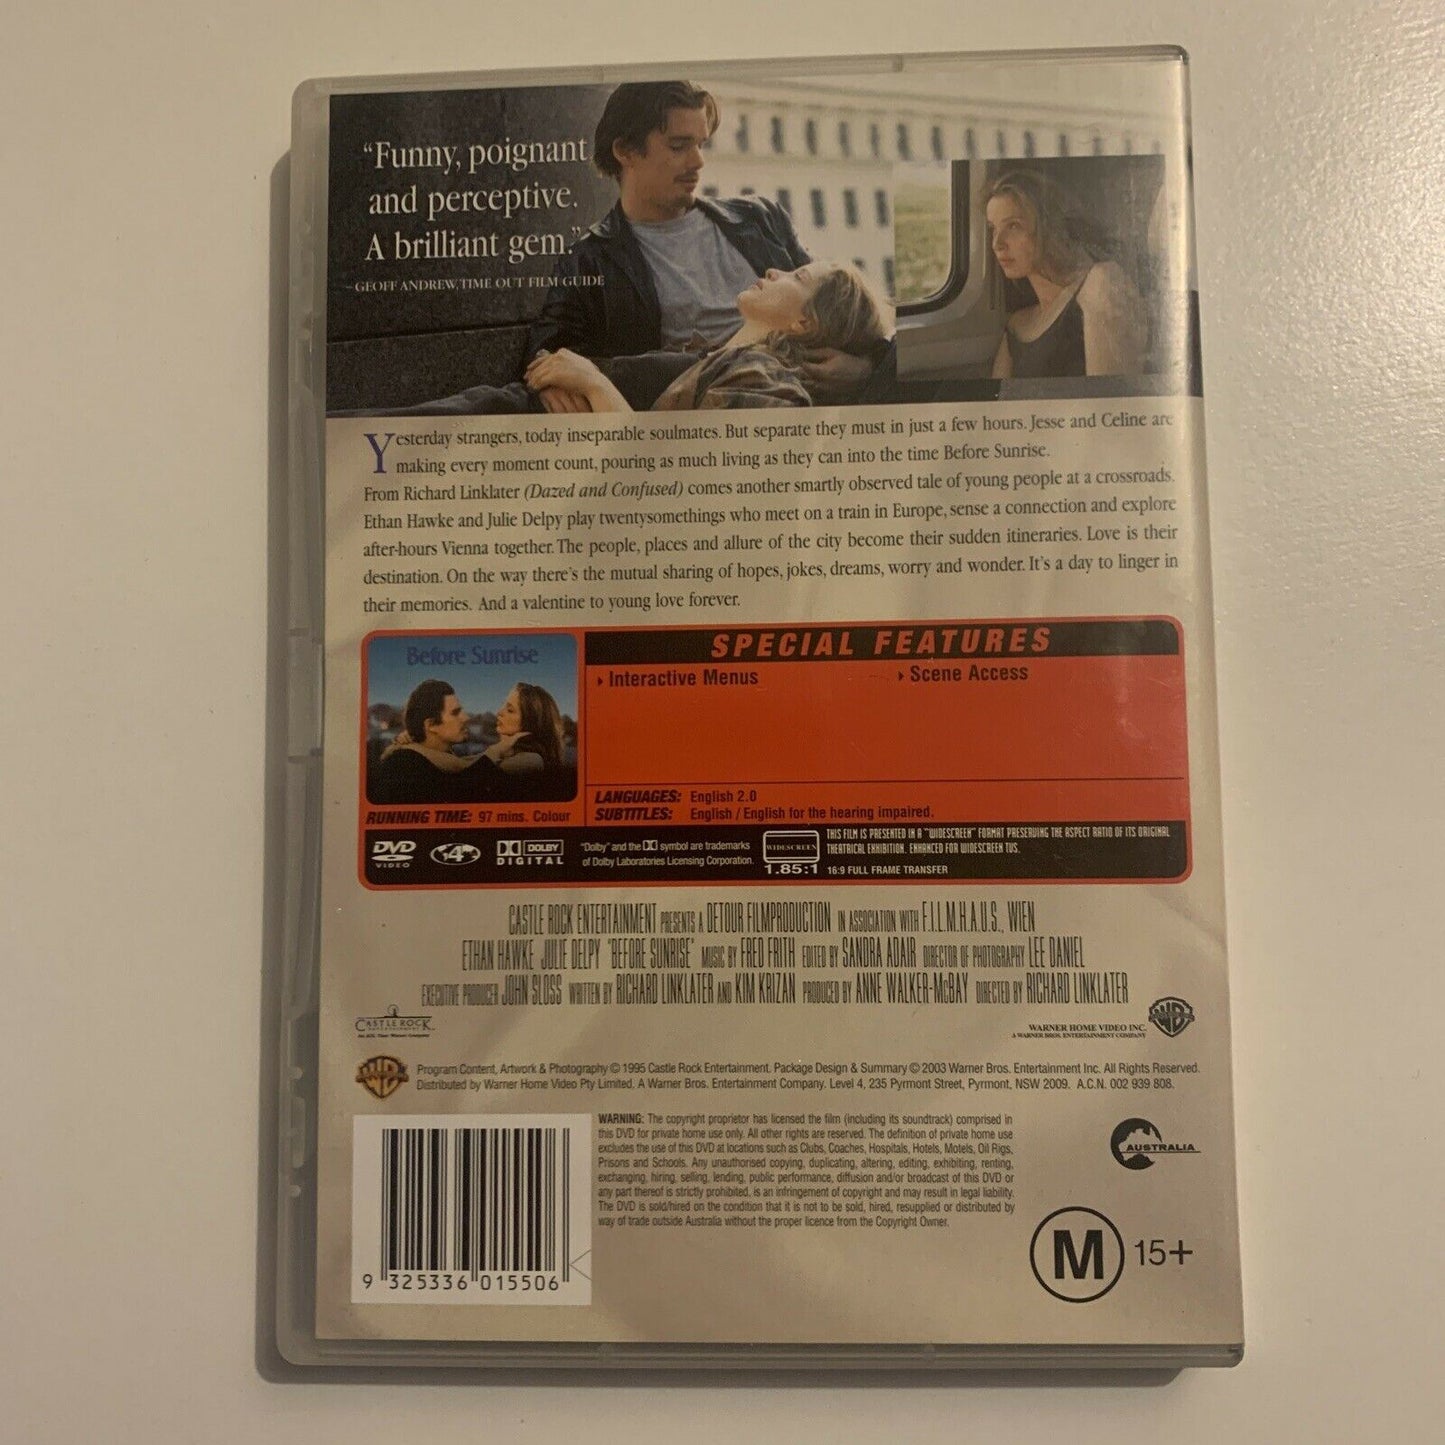 “Funny, poignant
and perceptive.
A brilliant gem.”
–GEOFF ANDREW, TIME OUT FILM GUIDE
Yesterday strangers, today inseparable soulmates. But separate they must in just a few hours. Jesse and Celine are
making every moment count, pouring as much living as they can into the time Before Sunrise.
From Richard Linklater (Dazed and Confused) comes another smartly observed tale of young people at a crossroads.
Ethan Hawke and Julie Delpy play twentysomethings who meet on a train in Europe, sense a connection and explore
after-hours Vienna together. The people, places and allure of the city become their sudden itineraries. Love is their
destination. On the way there's the mutual sharing of hopes, jokes, dreams, worry and wonder. It's a day to linger in
their memories. And a valentine to young love forever.
Before Sunrise
SPECIAL FEATURES
Interactive Menus
Scene Access
LANGUAGES: English 2.0
SUBTITLES: English / English for the hearing impaired.
RUNNING TIME: 97 mins. Colour
DVD VIDEO
4
DOLBY DIGITAL
"Dolby" and the DD symbol are trademarks
of Dolby Laboratories Licensing Corporation.
WIDESCREEN
1.85:1
THIS FILM IS PRESENTED IN A "WIDESCREEN" FORMAT PRESERVING THE ASPECT RATIO OF ITS ORIGINAL
THEATRICAL EXHIBITION. ENHANCED FOR WIDESCREEN TVS.
16:9 FULL FRAME TRANSFER
CASTLE ROCK ENTERTAINMENT PRESENTS A DETOUR FILMPRODUCTION IN ASSOCIATION WITH F.I.L.M.H.A.U.S., WIEN
ETHAN HAWKE JULIE DELPY "BEFORE SUNRISE" MUSIC BY FRED FRITH EDITED BY SANDRA ADAIR DIRECTOR OF PHOTOGRAPHY LEE DANIEL
EXECUTIVE PRODUCER JOHN SLOSS WRITTEN BY RICHARD LINKLATER AND KIM KRIZAN PRODUCED BY ANNE WALKER-McBAY DIRECTED BY RICHARD LINKLATER
CASTLE ROCK
ENTERTAINMENT
WARNER HOME VIDEO INC.
A WARNER BROS. ENTERTAINMENT COMPANY
WB
Program Content, Artwork & Photography © 1995 Castle Rock Entertainment. Package Design & Summary © 2003 Warner Bros. Entertainment Inc. All Rights Reserved.
Distributed by Warner Home Video Pty Limited, A Warner Bros. Entertainment Company. Level 4, 235 Pyrmont Street, Pyrmont, NSW 2009. A.C.N. 002 939 808.
WARNING: The copyright proprietor has licensed the film (including its soundtrack) comprised in
this DVD for private home use only. All other rights are reserved. The definition of private home use
excludes the use of this DVD at locations such as Clubs, Coaches, Hospitals, Hotels, Motels, Oil Rigs,
Prisons and Schools. Any unauthorised copying, duplicating, altering, editing, exhibiting, renting,
exchanging, hiring, selling, lending, public performance, diffusion and/or broadcast of this DVD or
any part thereof is strictly prohibited, is an infringement of copyright and may result in legal liability.
The DVD is sold/hired on the condition that it is not to be sold, hired, resupplied or distributed by
way of trade outside Australia without the proper licence from the Copyright Owner.
AUSTRALIA
9 325336 015506
M 15+